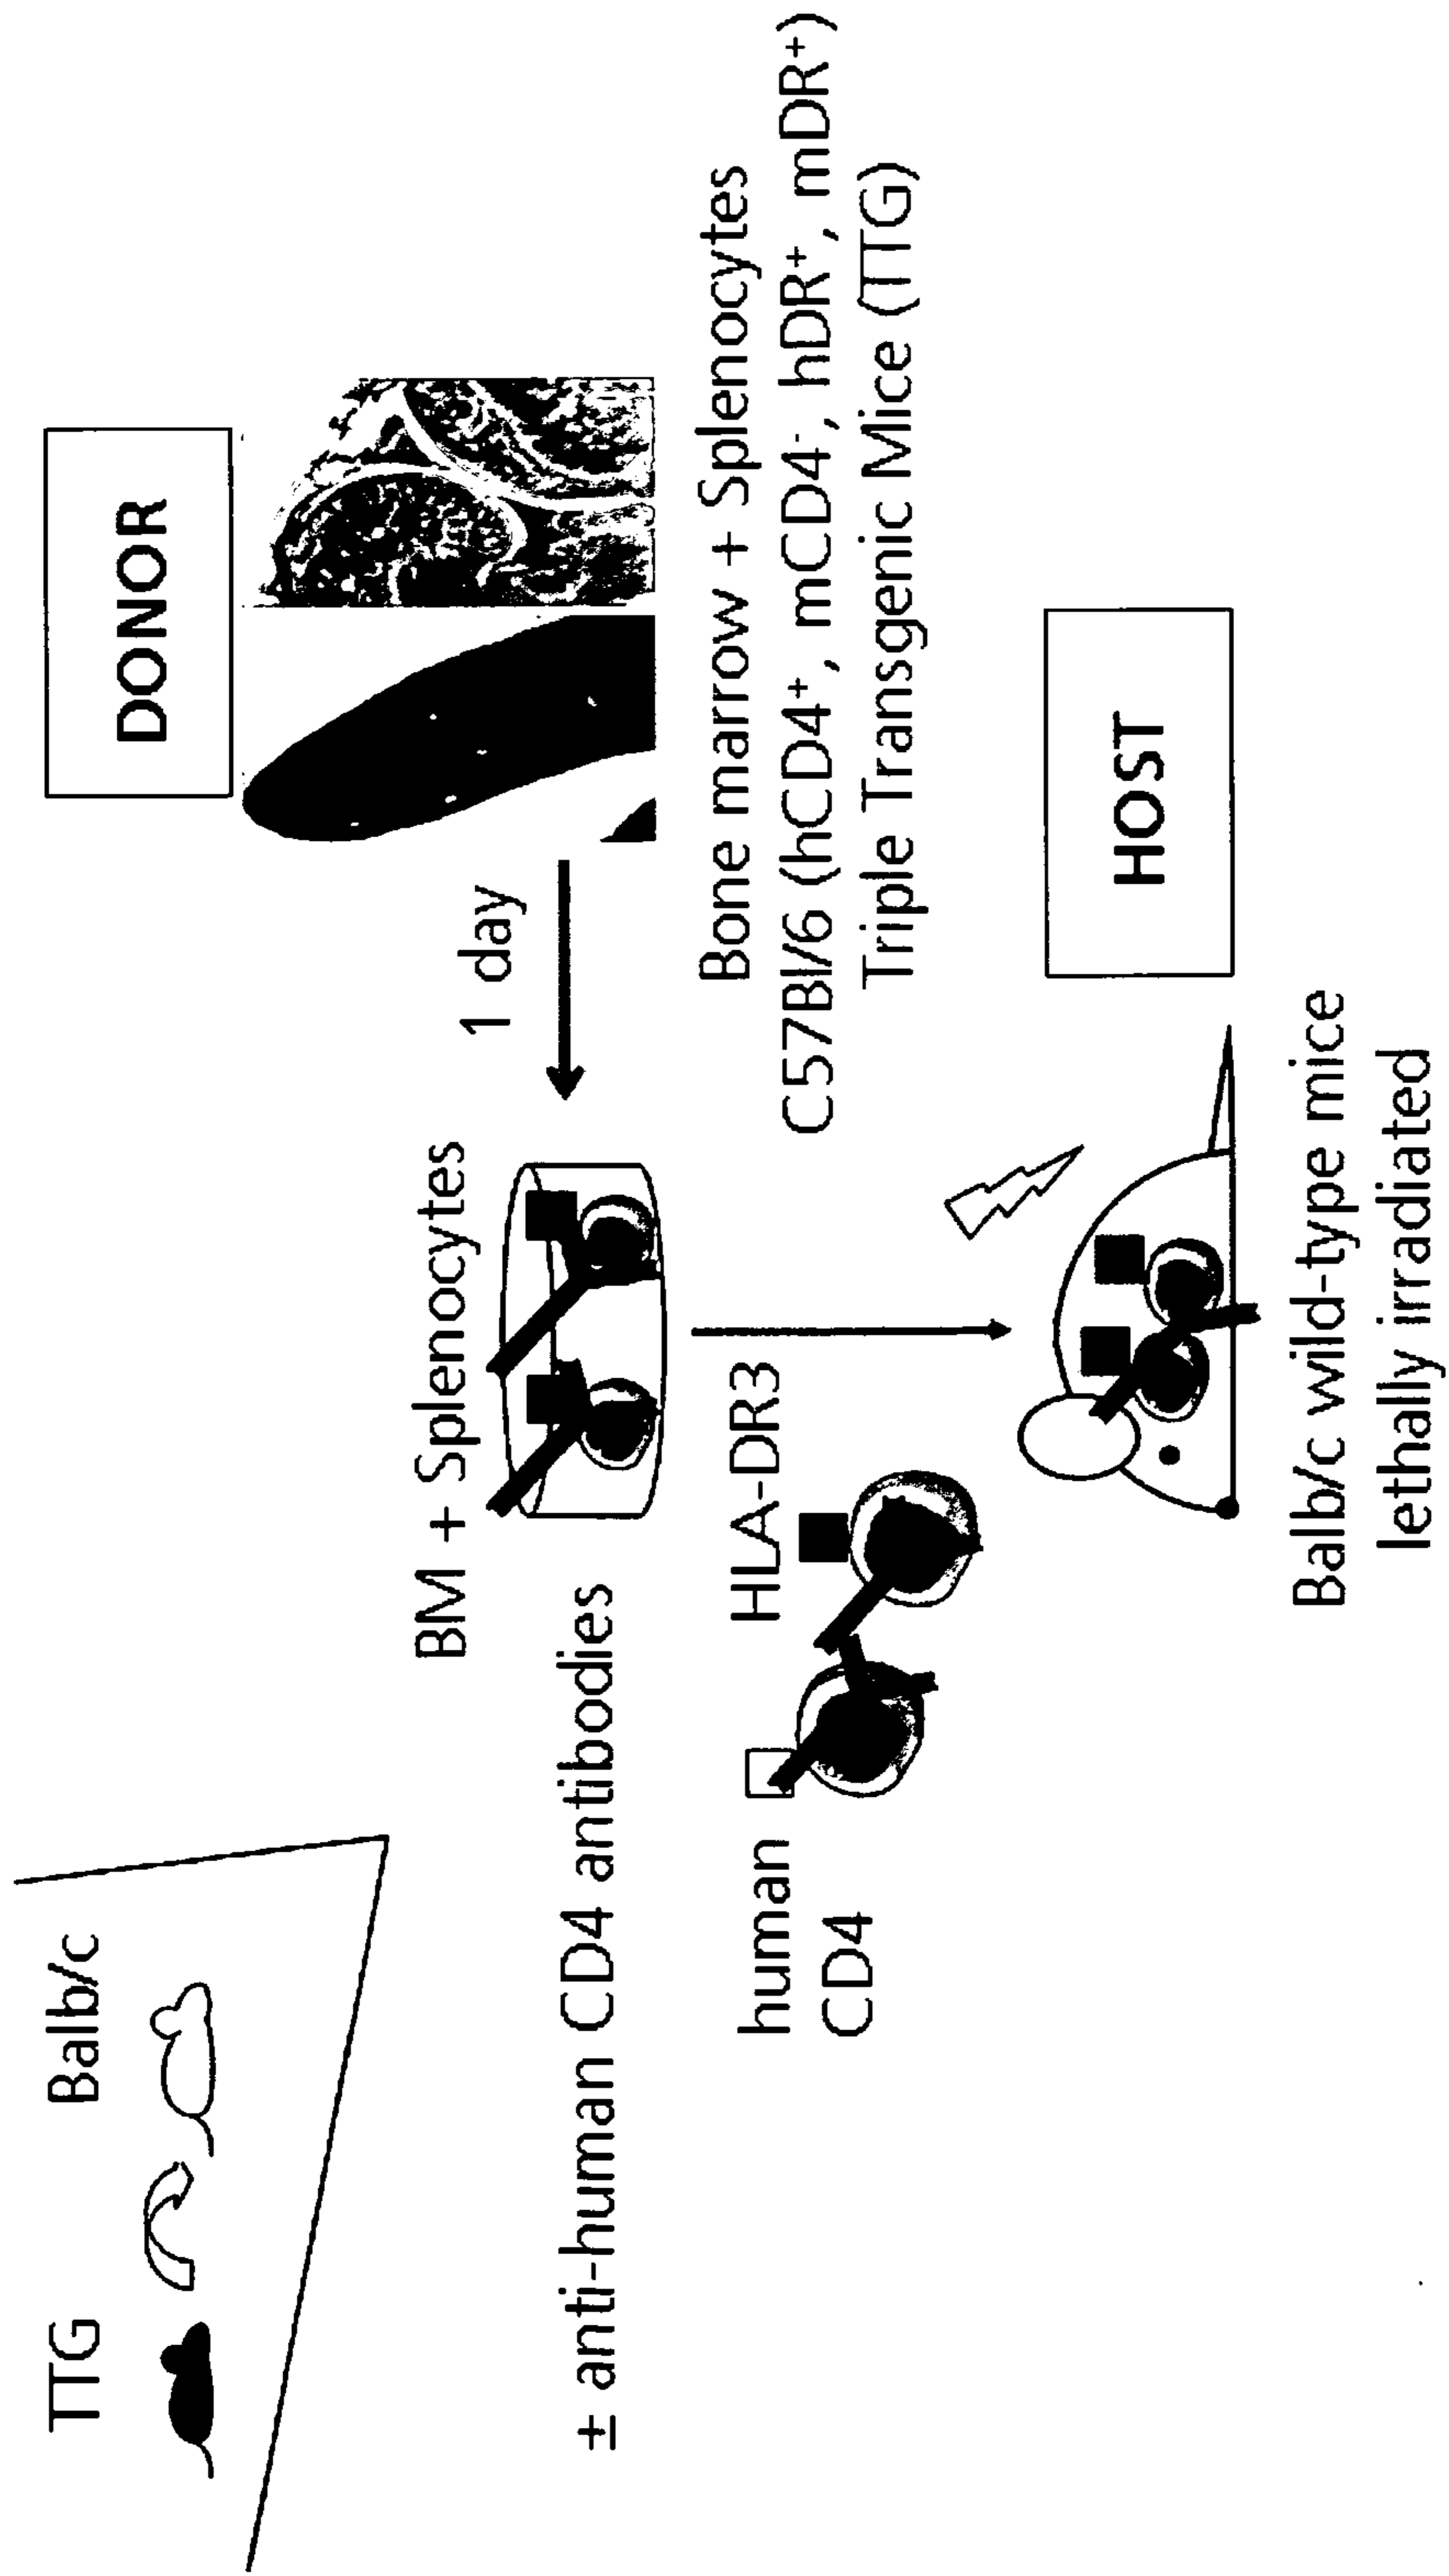 TTG
Balb/c
DONOR
BM + Splenocytes
1 day
± anti-human CD4 antibodies
Bone marrow + Splenocytes
C57Bl/6 (hCD4⁺, mCD4⁻, hDR⁺, mDR⁺)
Triple Transgenic Mice (TTG)
human
CD4
HLA-DR3
HOST
Balb/c wild-type mice
lethally irradiated